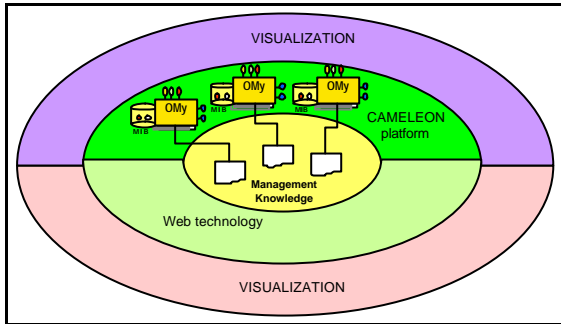 VISUALIZATION
OMy
OMy
OMy
MIB
MIB
MIB
CAMELEON
platform
Management
Knowledge
Web technology
VISUALIZATION